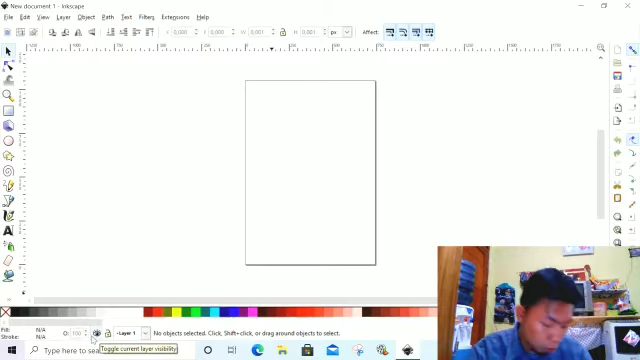 New document 1 - Inkscape
File Edit View Layer Object Path Text Filters Extensions Help
X 0,000 Y 0,000 W 0,001 H 0,001 px Affect:
Fill: N/A O: 100 -Layer 1 No objects selected. Click, Shift+click, or drag around objects to select.
Stroke: N/A
Toggle current layer visibility
Type here to sea